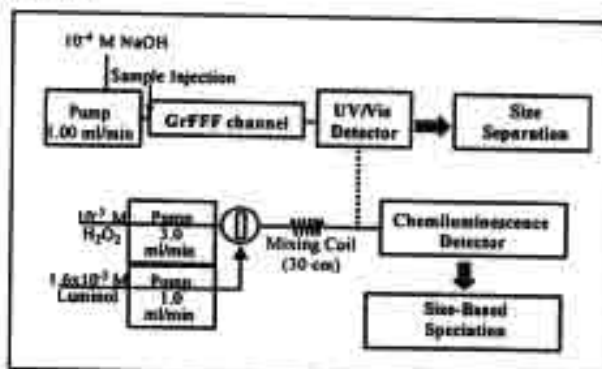 10⁻⁴ M NaOH
Sample Injection
Pump
1.00 ml/min
GrFFF channel
UV/Vis
Detector
Size
Separation
M
H₂O₂
Pump
3.0
ml/min
Mixing Coil
(30 cm)
Chemiluminescence
Detector
M
Luminol
Pump
1.0
ml/min
Size-Based
Speciation